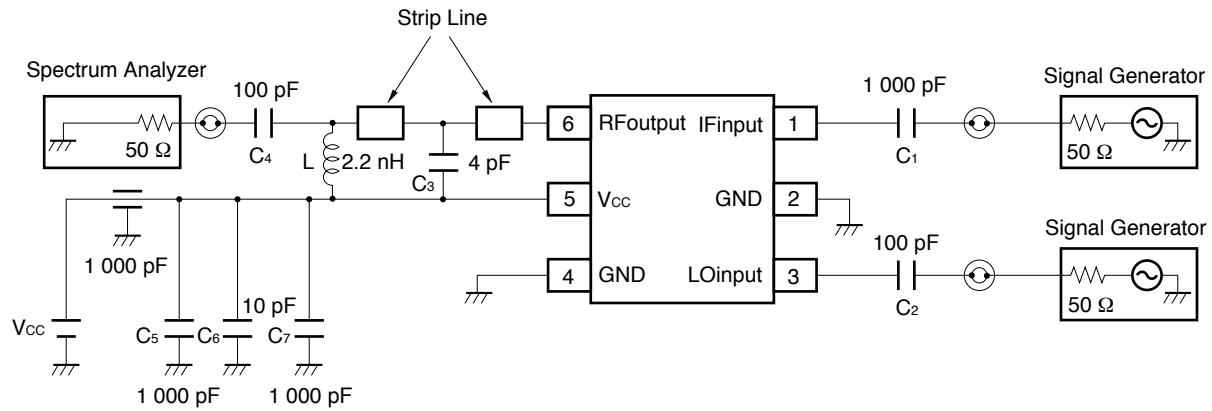 Strip Line
Spectrum Analyzer
100 pF
50 Ω
C4
L
2.2 nH
C3
4 pF
1 000 pF
VCC
C5
C6
10 pF
C7
1 000 pF
1 000 pF
6
RFoutput
IFinput
1
5
VCC
GND
2
4
GND
LOinput
3
1 000 pF
C1
Signal Generator
50 Ω
100 pF
C2
Signal Generator
50 Ω